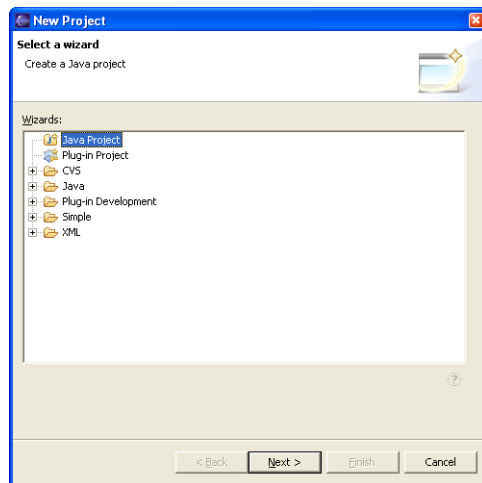 New Project
Select a wizard
Create a Java project
Wizards:
Java Project
Plug-in Project
CVS
Java
Plug-in Development
Simple
XML
?
< Back Next > Finish Cancel